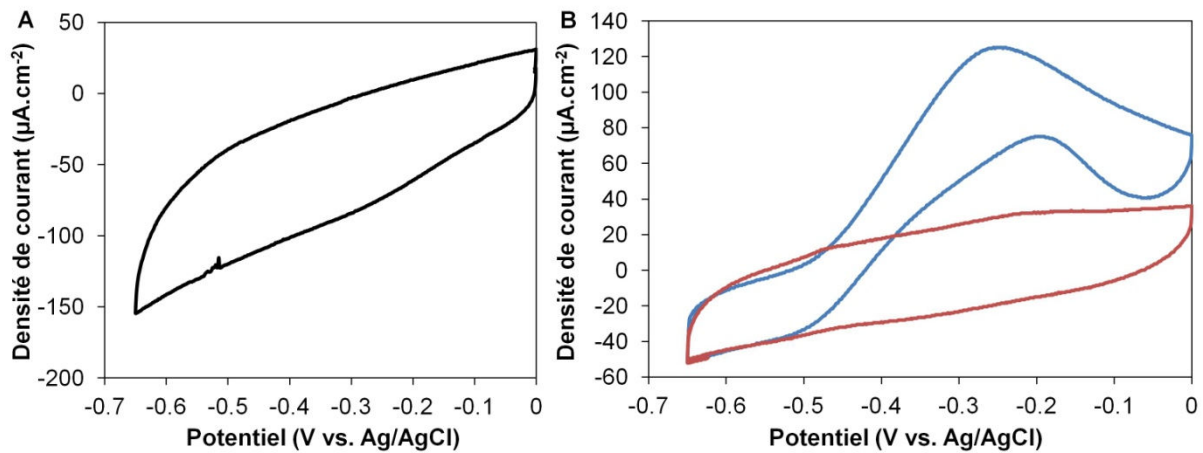 A
Densité de courant (µA.cm-2)
50
0
-50
-100
-150
-200
-0.7 -0.6 -0.5 -0.4 -0.3 -0.2 -0.1 0
Potentiel (V vs. Ag/AgCl)
B
Densité de courant (µA.cm-2)
140
120
100
80
60
40
20
0
-20
-40
-60
-0.7 -0.6 -0.5 -0.4 -0.3 -0.2 -0.1 0
Potentiel (V vs. Ag/AgCl)